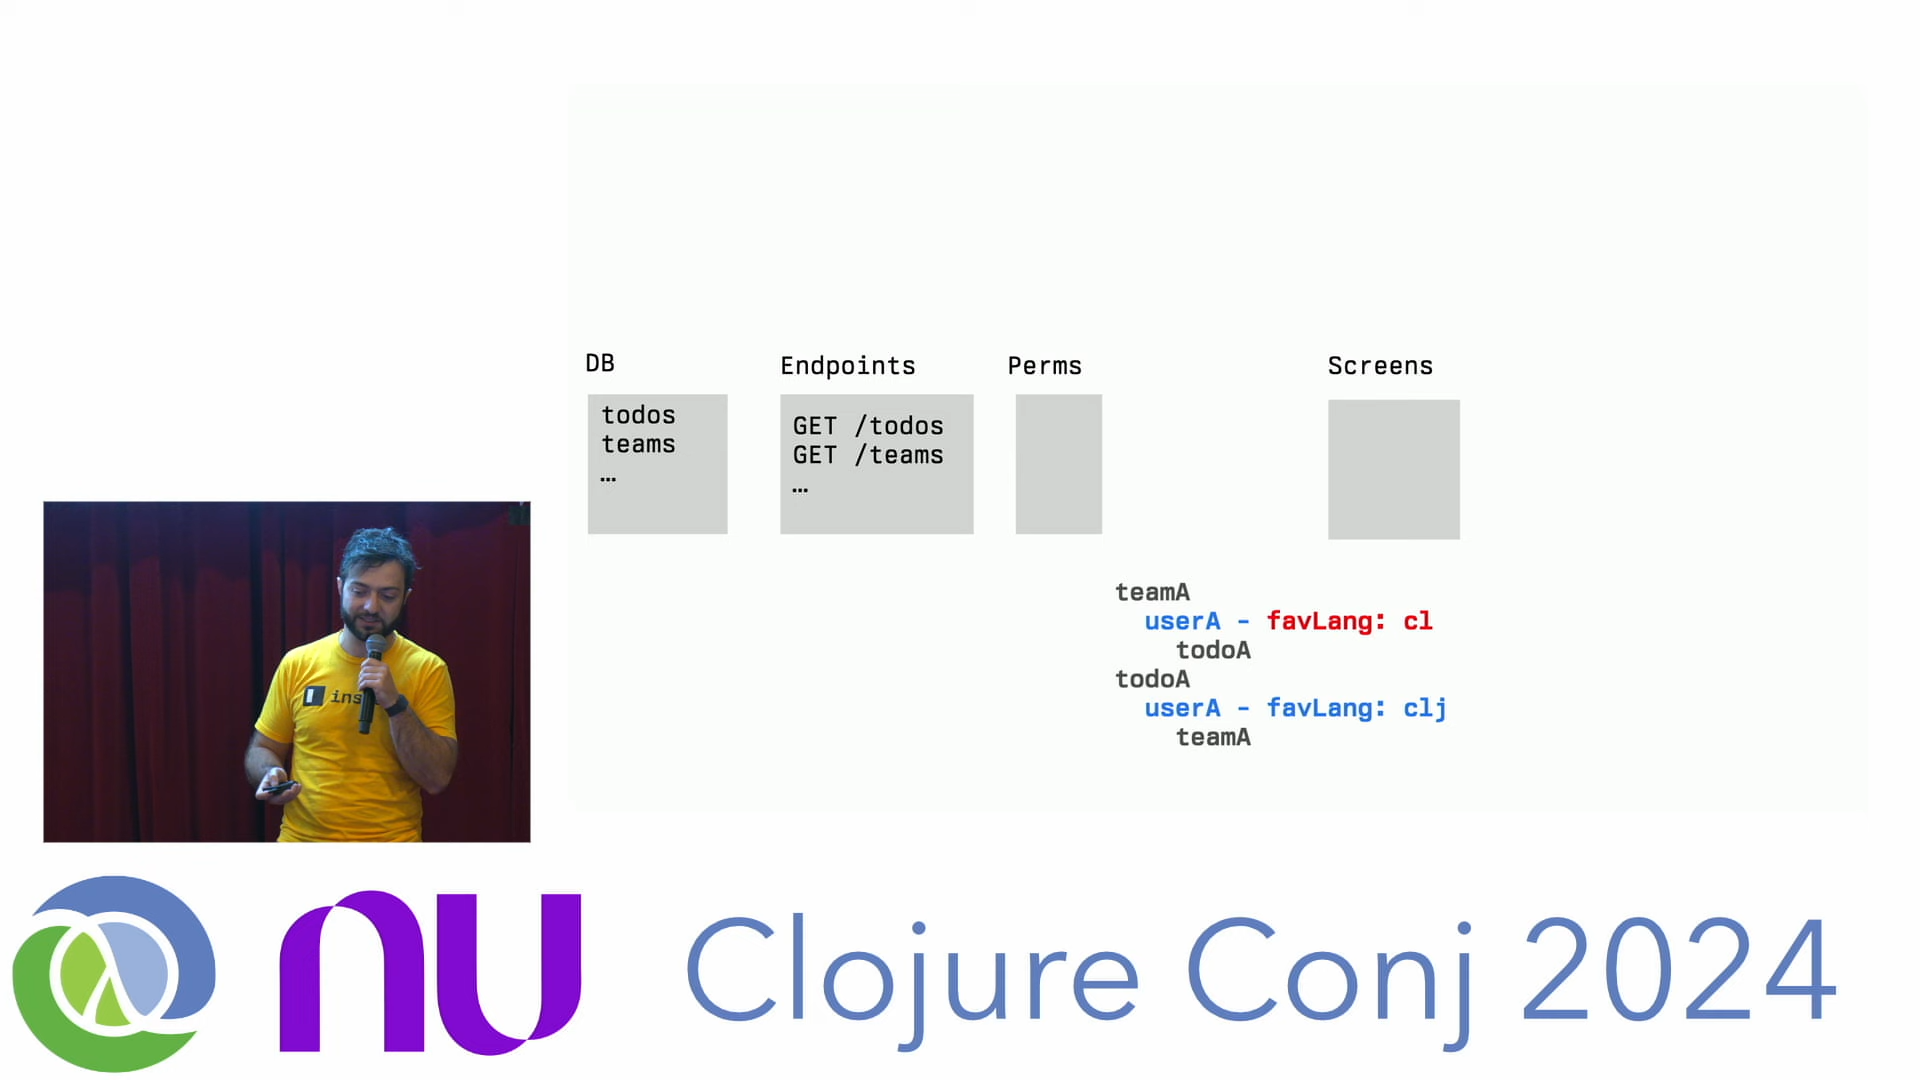 DB
todos
teams
…
Endpoints
GET /todos
GET /teams
…
Perms
Screens
teamA
userA - favLang: cl
todoA
todoA
userA - favLang: clj
teamA
ins
nu
Clojure Conj 2024